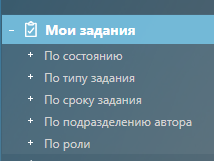 Мои задания
По состоянию
По типу задания
По сроку задания
По подразделению автора
По роли